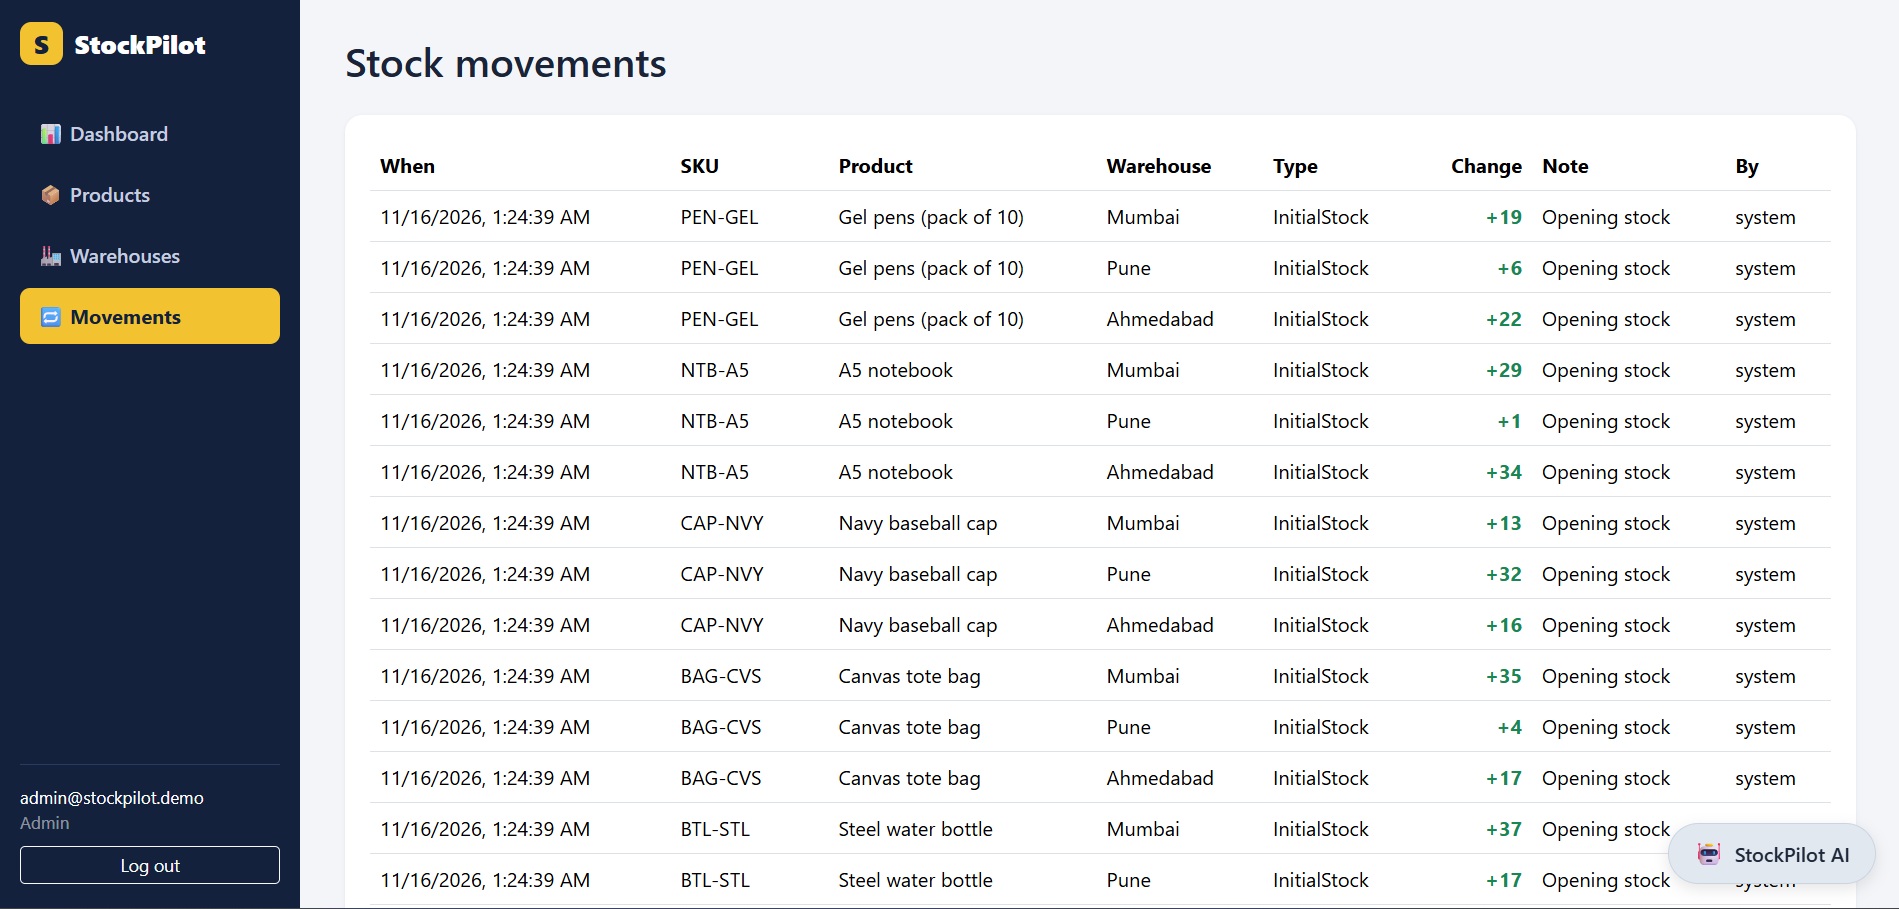 S StockPilot
Dashboard
Products
Warehouses
Movements
admin@stockpilot.demo
Admin
Log out
Stock movements
When SKU Product Warehouse Type Change Note By
11/16/2026, 1:24:39 AM PEN-GEL Gel pens (pack of 10) Mumbai InitialStock +19 Opening stock system
11/16/2026, 1:24:39 AM PEN-GEL Gel pens (pack of 10) Pune InitialStock +6 Opening stock system
11/16/2026, 1:24:39 AM PEN-GEL Gel pens (pack of 10) Ahmedabad InitialStock +22 Opening stock system
11/16/2026, 1:24:39 AM NTB-A5 A5 notebook Mumbai InitialStock +29 Opening stock system
11/16/2026, 1:24:39 AM NTB-A5 A5 notebook Pune InitialStock +1 Opening stock system
11/16/2026, 1:24:39 AM NTB-A5 A5 notebook Ahmedabad InitialStock +34 Opening stock system
11/16/2026, 1:24:39 AM CAP-NVY Navy baseball cap Mumbai InitialStock +13 Opening stock system
11/16/2026, 1:24:39 AM CAP-NVY Navy baseball cap Pune InitialStock +32 Opening stock system
11/16/2026, 1:24:39 AM CAP-NVY Navy baseball cap Ahmedabad InitialStock +16 Opening stock system
11/16/2026, 1:24:39 AM BAG-CVS Canvas tote bag Mumbai InitialStock +35 Opening stock system
11/16/2026, 1:24:39 AM BAG-CVS Canvas tote bag Pune InitialStock +4 Opening stock system
11/16/2026, 1:24:39 AM BAG-CVS Canvas tote bag Ahmedabad InitialStock +17 Opening stock system
11/16/2026, 1:24:39 AM BTL-STL Steel water bottle Mumbai InitialStock +37 Opening stock
11/16/2026, 1:24:39 AM BTL-STL Steel water bottle Pune InitialStock +17 Opening stock
StockPilot AI